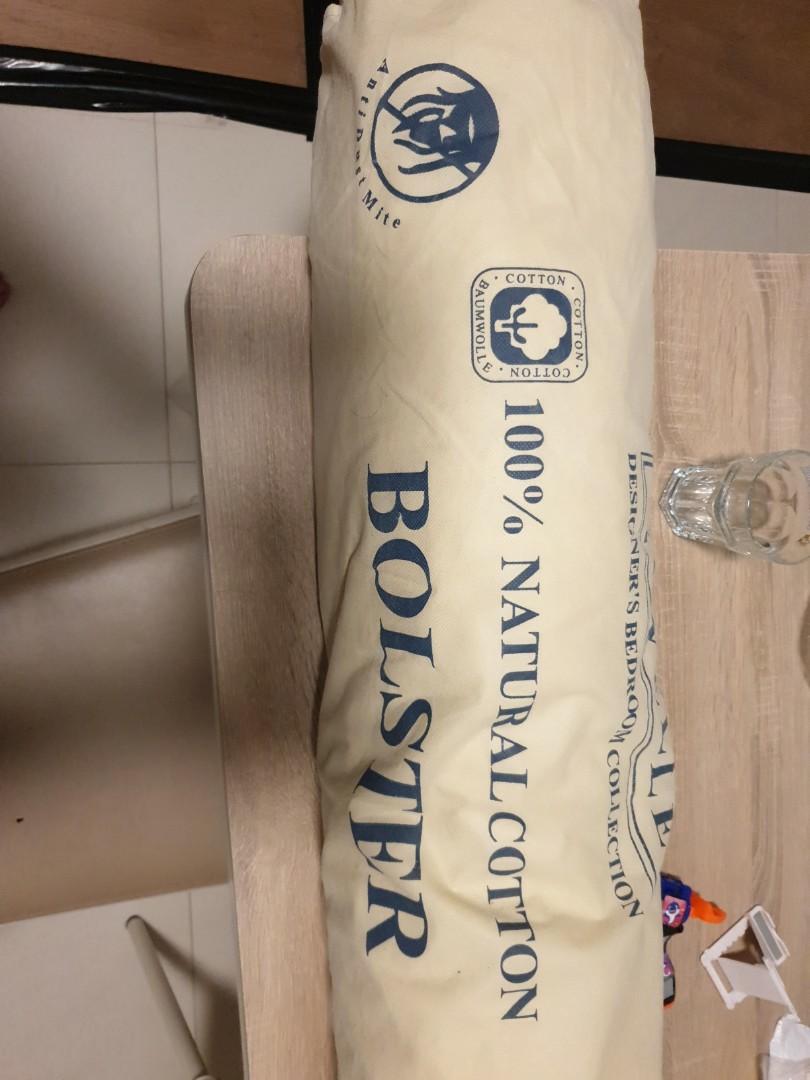 DESIGNER'S BEDROOM COLLECTION
COTTON · COTTON · COTTON · BAUMWOLLE
100% NATURAL COTTON
Anti Dust Mite
BOLSTER